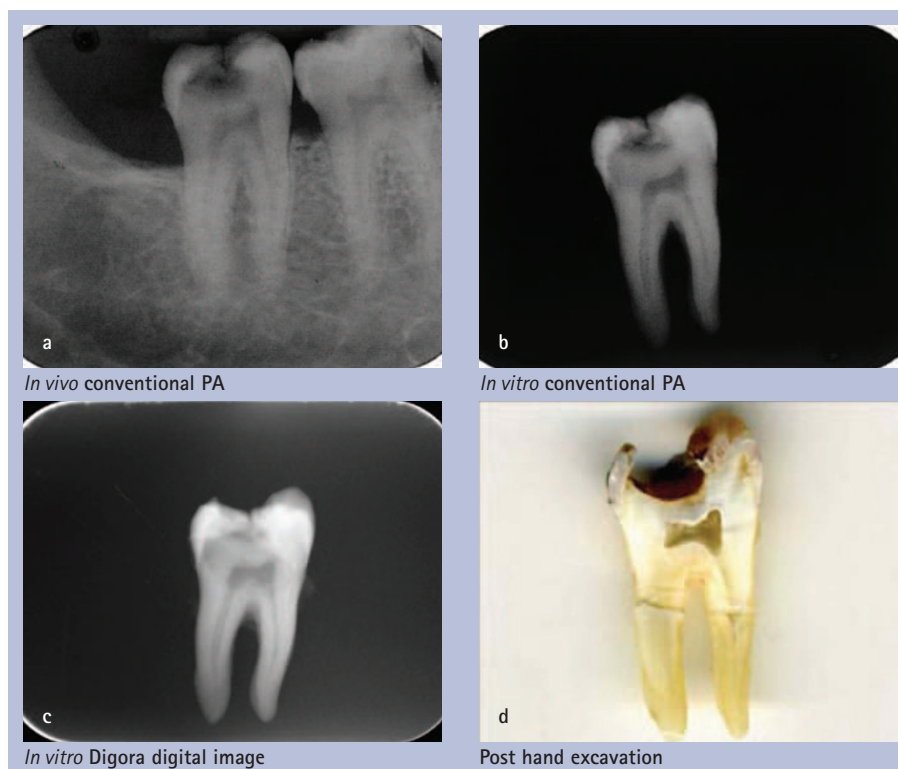 a
In vivo conventional PA
b
In vitro conventional PA
c
In vitro Digora digital image
d
Post hand excavation